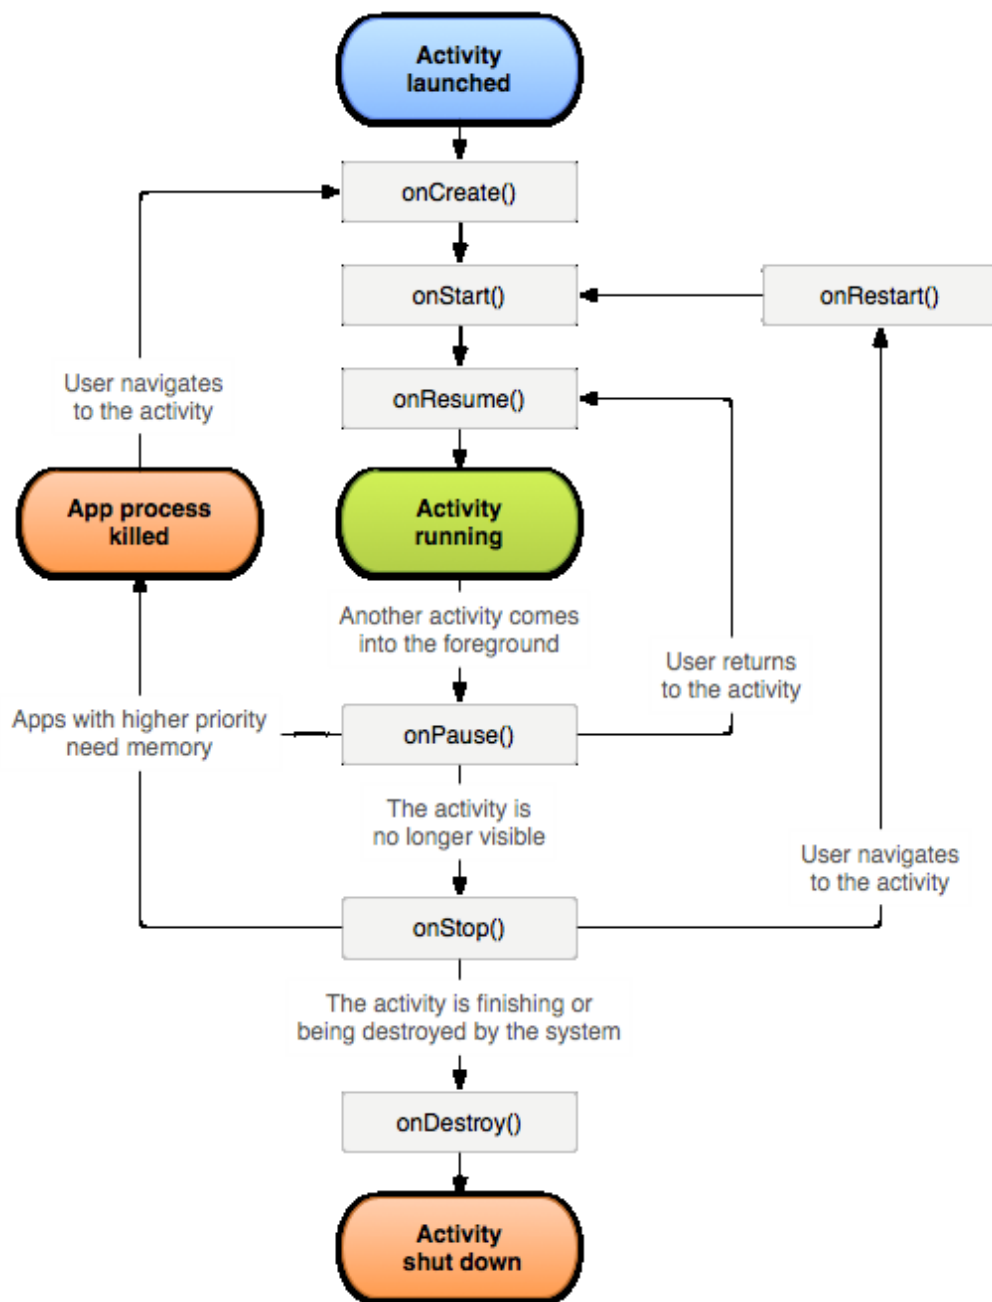 Activity
launched
onCreate()
onStart()
onRestart()
User navigates
to the activity
onResume()
App process
killed
Activity
running
Another activity comes
into the foreground
User returns
to the activity
Apps with higher priority
need memory
onPause()
The activity is
no longer visible
User navigates
to the activity
onStop()
The activity is finishing or
being destroyed by the system
onDestroy()
Activity
shut down